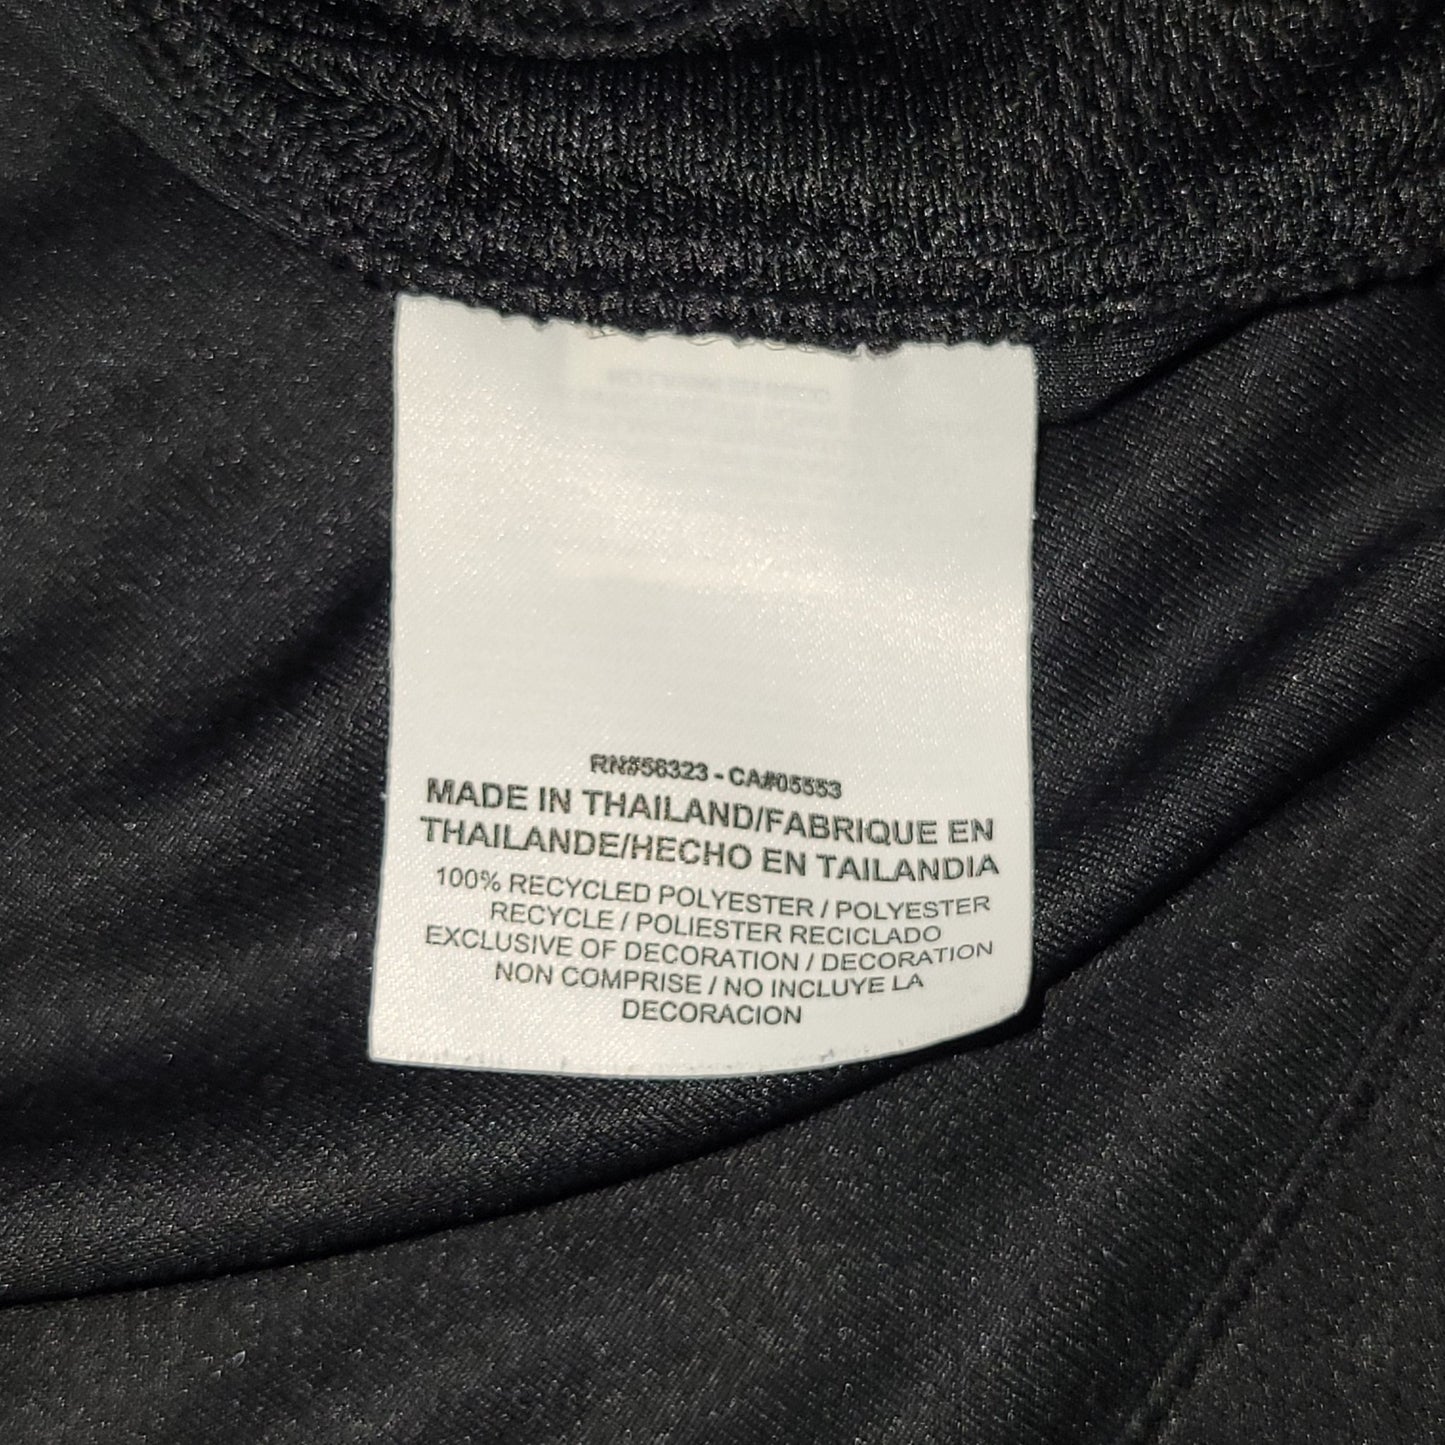 RN#56323 - CA#05553
MADE IN THAILAND/FABRIQUE EN
THAILANDE/HECHO EN TAILANDIA
100% RECYCLED POLYESTER / POLYESTER
RECYCLE / POLIESTER RECICLADO
EXCLUSIVE OF DECORATION / DECORATION
NON COMPRISE / NO INCLUYE LA
DECORACION